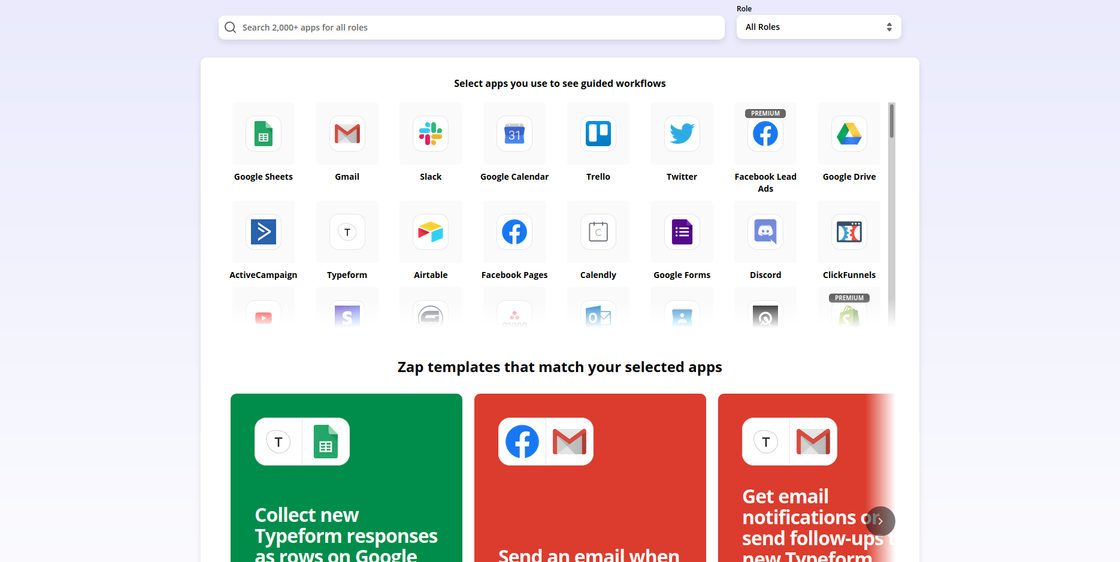 Role
Search 2,000+ apps for all roles
All Roles
Select apps you use to see guided workflows
PREMIUM
31
Google Sheets
Gmail
Slack
Google Calendar
Trello
Twitter
Facebook Lead
Ads
Google Drive
T
C
ActiveCampaign
Typeform
Airtable
Facebook Pages
Calendly
Google Forms
Discord
ClickFunnels
PREMIUM
S
Zap templates that match your selected apps
T
T
Collect new
Typeform responses
as rows on Google
Send an email when
Get email
notifications or
send follow-ups
new Typeform